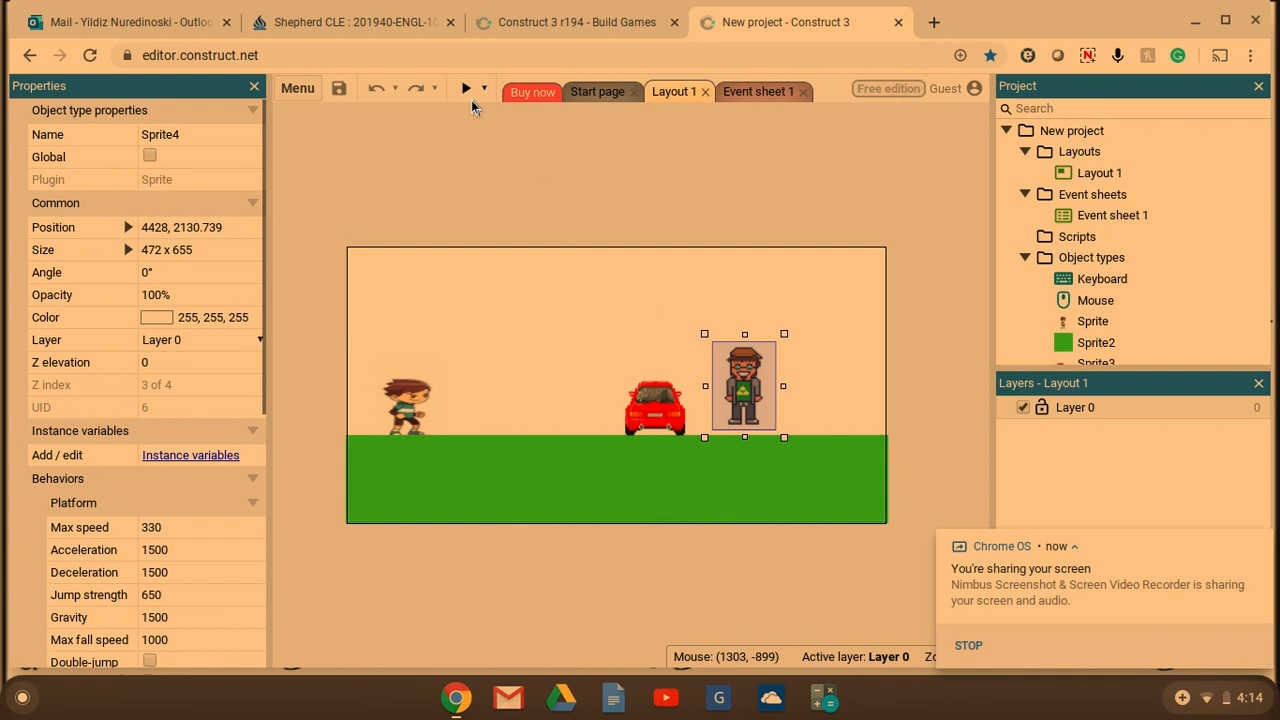 Mail - Yildiz Nuredinoski - Outloo
Shepherd CLE : 201940-ENGL-10
Construct 3 r194 - Build Games
New project - Construct 3
editor.construct.net
Properties
Menu
Buy now
Start page
Layout 1
Event sheet 1
Free edition
Guest
Project
Object type properties
Name Sprite4
Global
Plugin Sprite
Common
Position 4428, 2130.739
Size 472 x 655
Angle 0°
Opacity 100%
Color 255, 255, 255
Layer Layer 0
Z elevation 0
Z index 3 of 4
UID 6
Instance variables
Add / edit Instance variables
Behaviors
Platform
Max speed 330
Acceleration 1500
Deceleration 1500
Jump strength 650
Gravity 1500
Max fall speed 1000
Double-jump
Search
New project
Layouts
Layout 1
Event sheets
Event sheet 1
Scripts
Object types
Keyboard
Mouse
Sprite
Sprite2
Sprite3
Layers - Layout 1
Layer 0 0
Chrome OS • now
You're sharing your screen
Nimbus Screenshot & Screen Video Recorder is sharing
your screen and audio.
STOP
Mouse: (1303, -899) Active layer: Layer 0 Zo
4:14